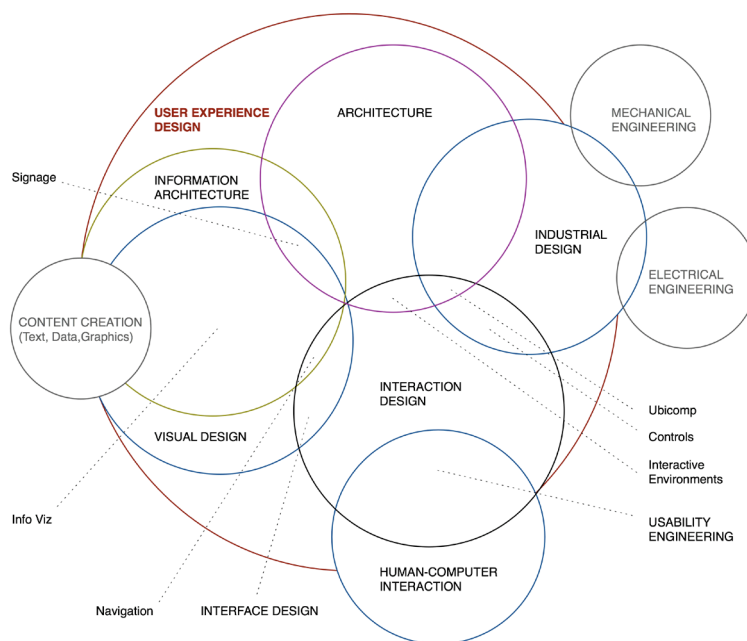 USER EXPERIENCE
DESIGN
ARCHITECTURE
MECHANICAL
ENGINEERING
Signage
INFORMATION
ARCHITECTURE
INDUSTRIAL
DESIGN
ELECTRICAL
ENGINEERING
CONTENT CREATION
(Text, Data,Graphics)
INTERACTION
DESIGN
VISUAL DESIGN
Ubicomp
Controls
Interactive
Environments
Info Viz
USABILITY
ENGINEERING
HUMAN-COMPUTER
INTERACTION
Navigation
INTERFACE DESIGN